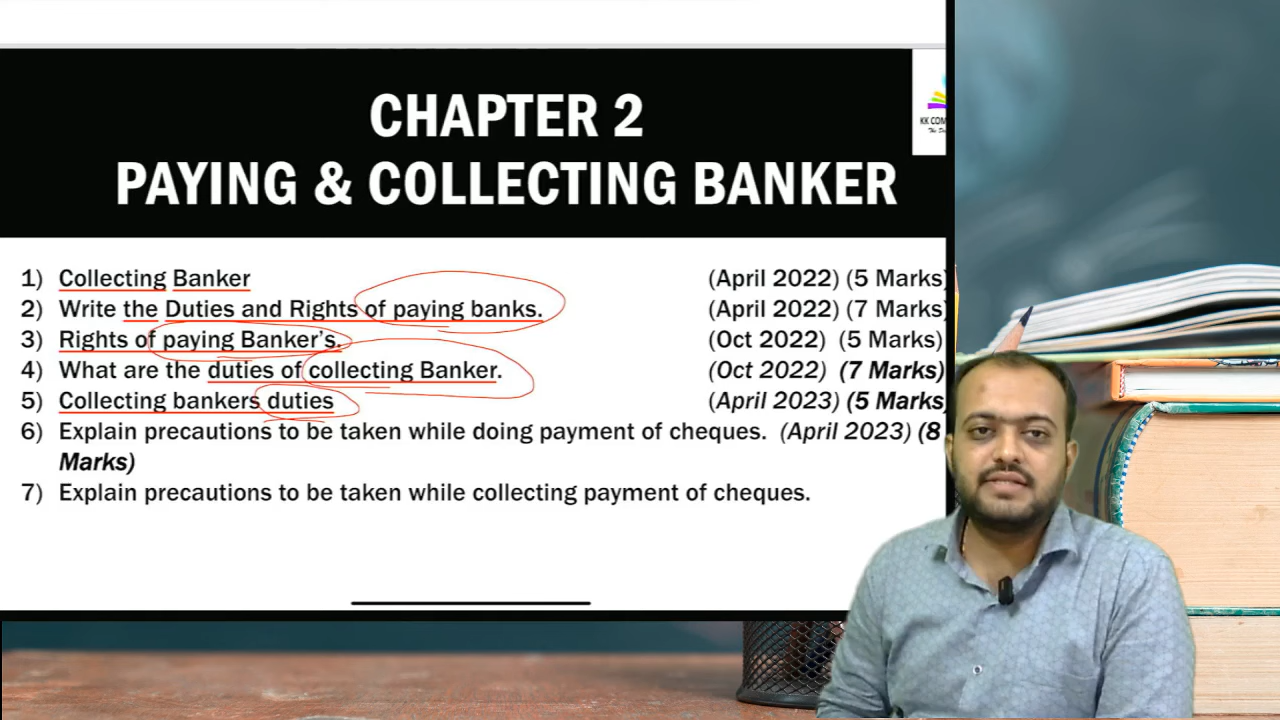 CHAPTER 2
PAYING & COLLECTING BANKER
KK COM
1) Collecting Banker (April 2022) (5 Marks)
2) Write the Duties and Rights of paying banks. (April 2022) (7 Marks)
3) Rights of paying Banker's. (Oct 2022) (5 Marks)
4) What are the duties of collecting Banker. (Oct 2022) (7 Marks)
5) Collecting bankers duties (April 2023) (5 Marks
6) Explain precautions to be taken while doing payment of cheques. (April 2023) (8
Marks)
7) Explain precautions to be taken while collecting payment of cheques.